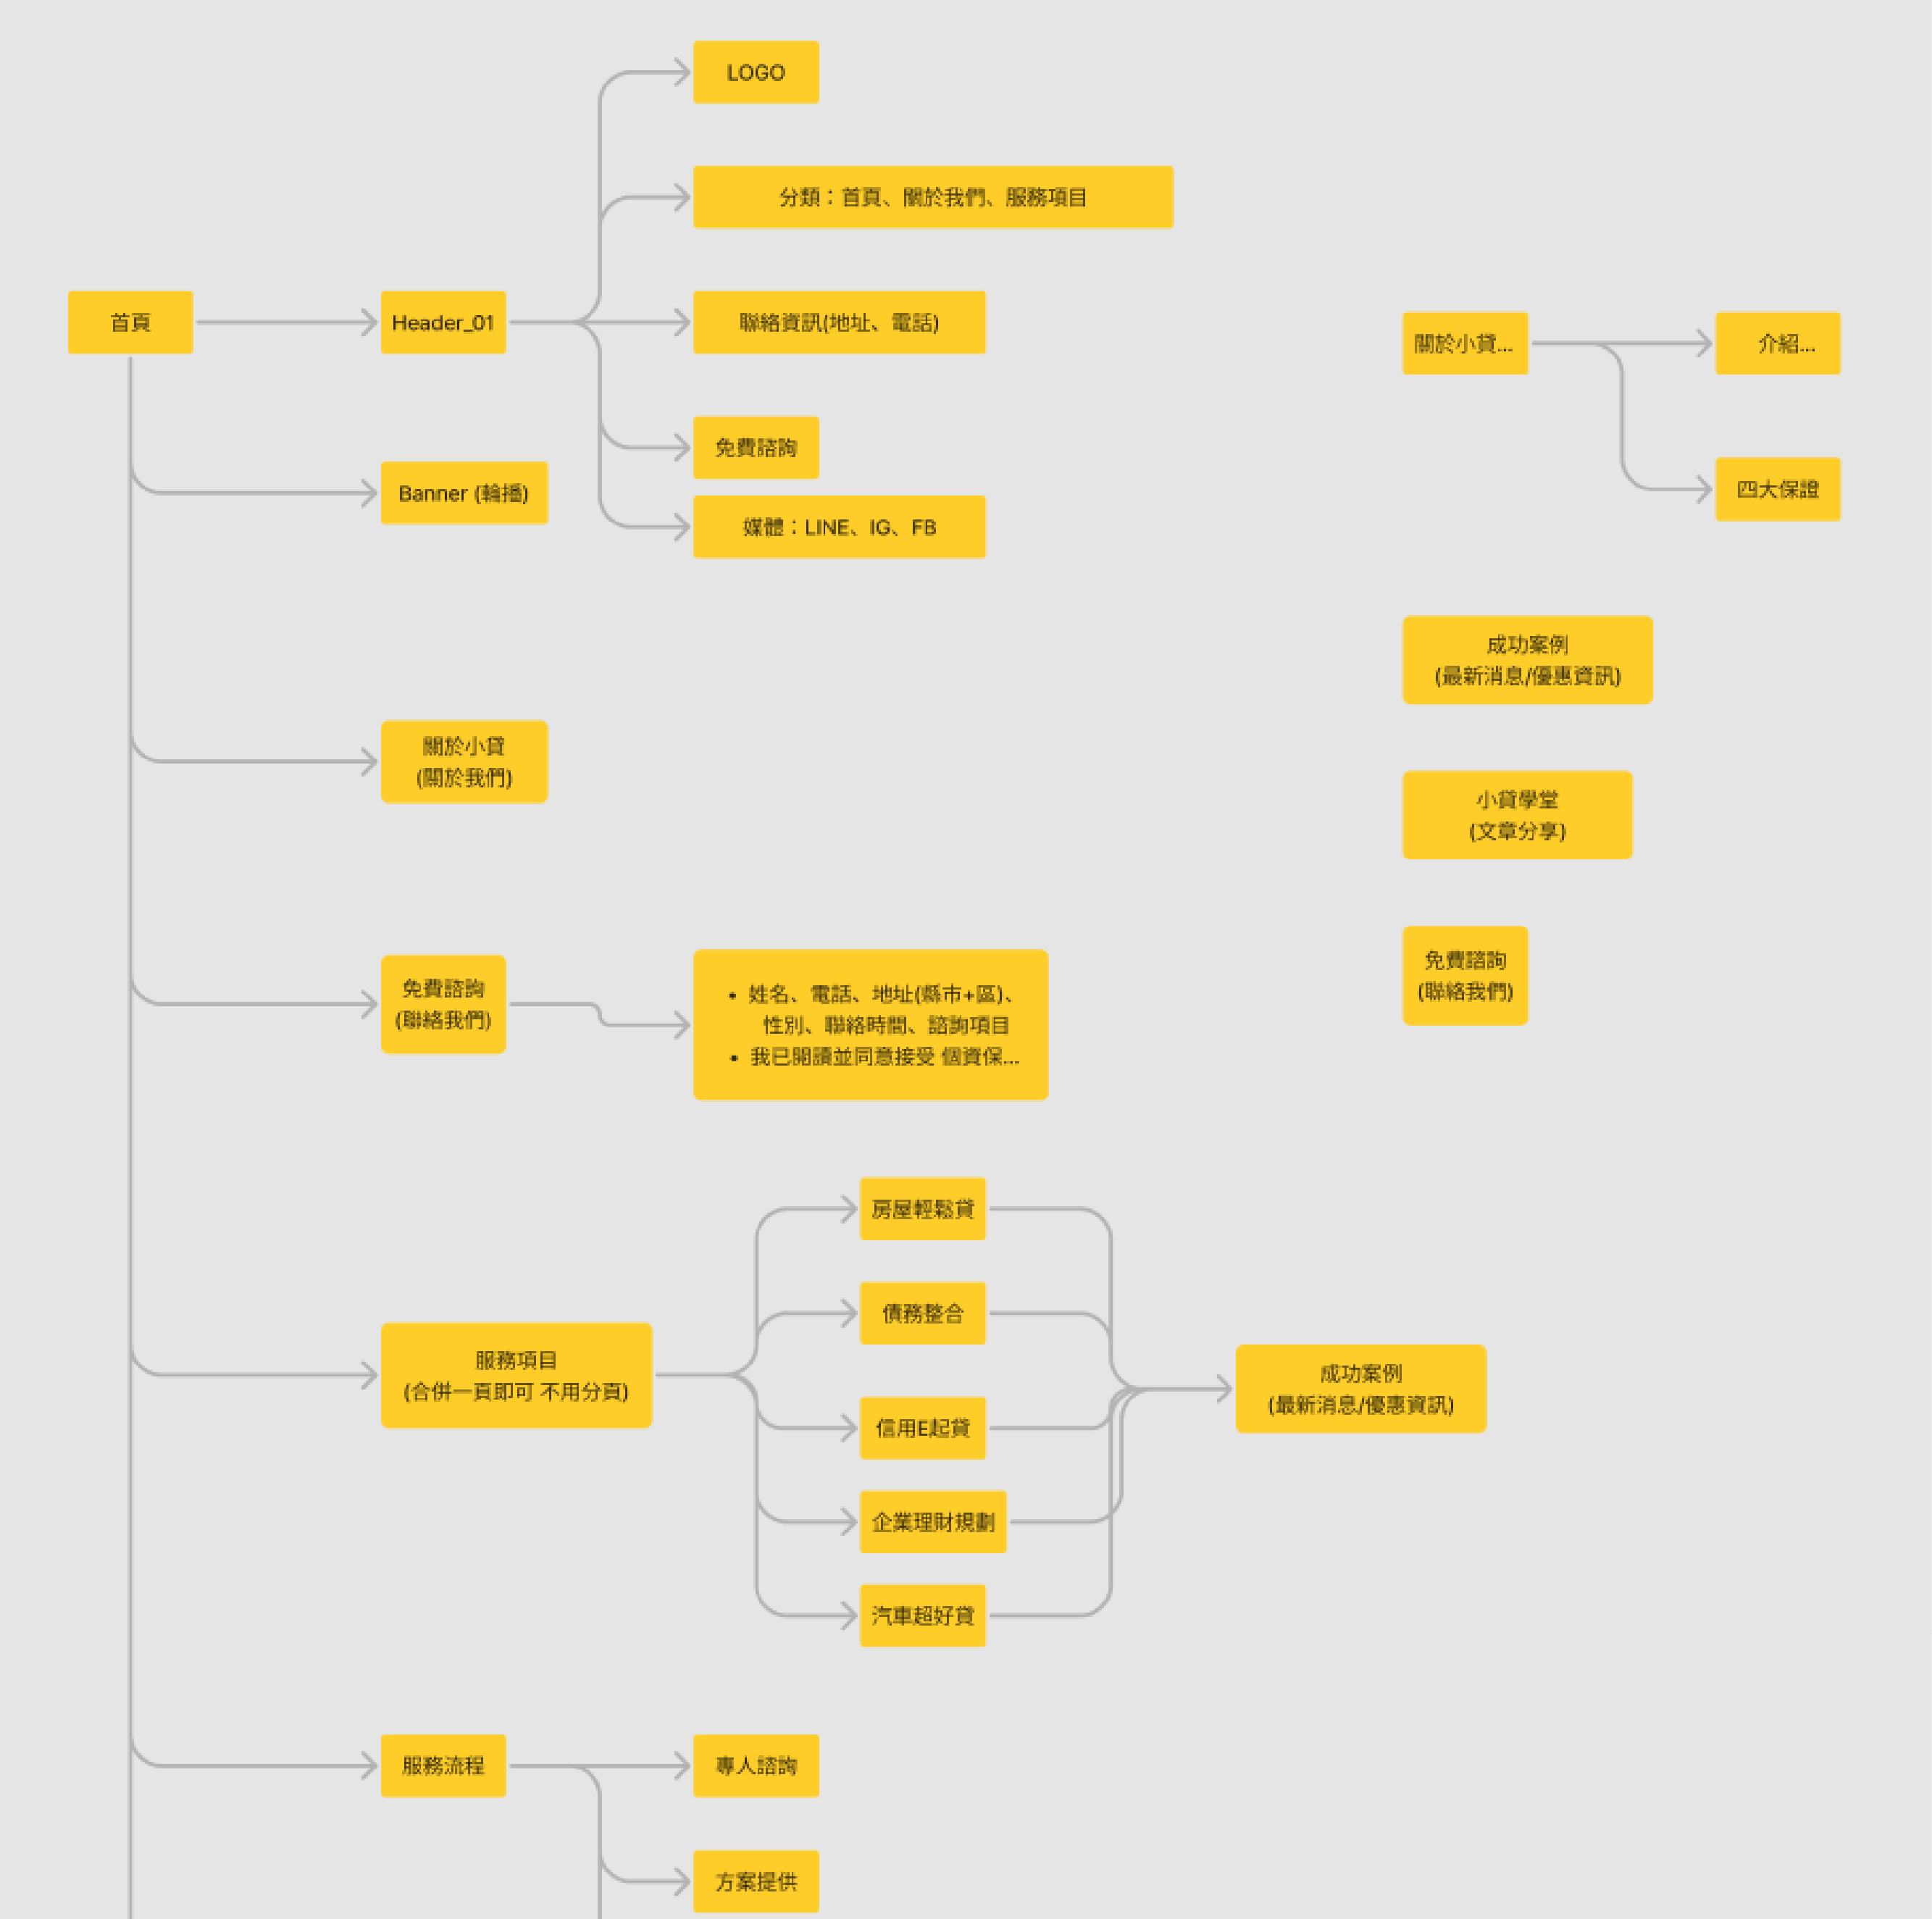 LOGO
分類：首頁、關於我們、服務項目
首頁
Header_01
聯絡資訊(地址、電話)
免費諮詢
媒體：LINE、IG、FB
Banner (輪播)
關於小貸
(關於我們)
免費諮詢
(聯絡我們)
• 姓名、電話、地址(縣市+區)、
性別、聯絡時間、諮詢項目
• 我已閱讀並同意接受 個資保...
服務項目
(合併一頁即可 不用分頁)
房屋輕鬆貸
債務整合
信用E起貸
企業理財規劃
汽車超好貸
成功案例
(最新消息/優惠資訊)
服務流程
專人諮詢
方案提供
關於小貸...
介紹...
四大保證
成功案例
(最新消息/優惠資訊)
小貸學堂
(文章分享)
免費諮詢
(聯絡我們)